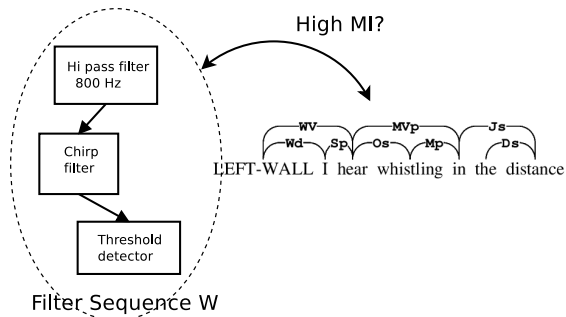 High MI?
Hi pass filter
800 Hz
Chirp
filter
Threshold
detector
Filter Sequence W
WV MVp Js
Wd Sp Os Mp Ds
LEFT-WALL I hear whistling in the distance